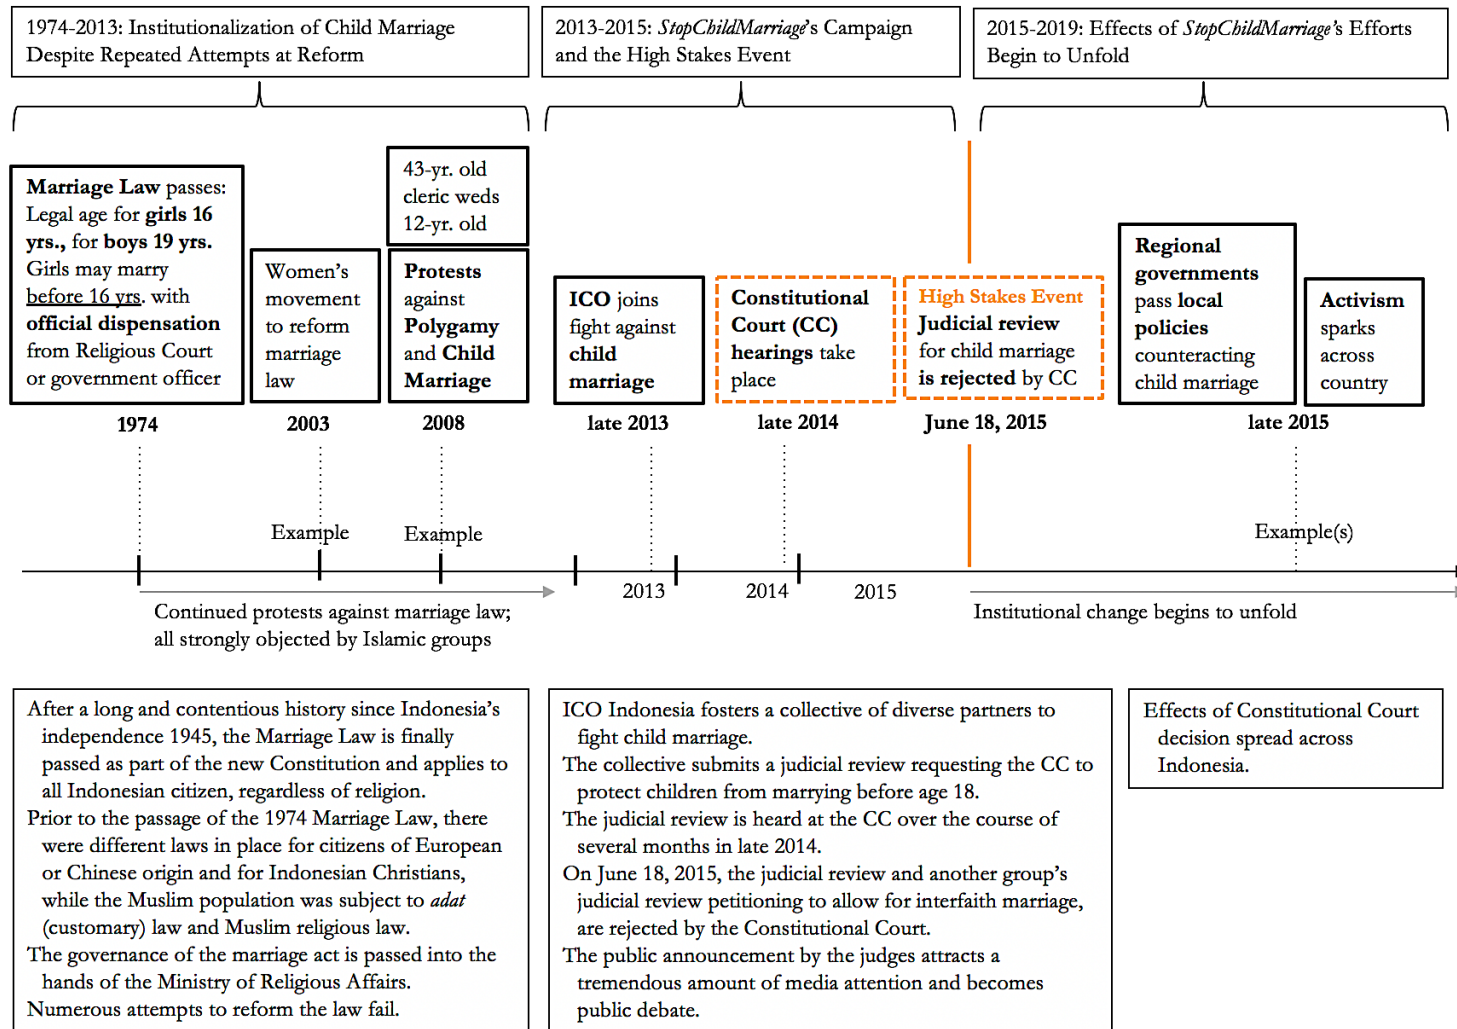 1974-2013: Institutionalization of Child Marriage
Despite Repeated Attempts at Reform
2013-2015: StopChildMarriage's Campaign
and the High Stakes Event
2015-2019: Effects of StopChildMarriage's Efforts
Begin to Unfold
Marriage Law passes:
Legal age for girls 16
yrs., for boys 19 yrs.
Girls may marry
before 16 yrs. with
official dispensation
from Religious Court
or government officer
1974
Women's
movement
to reform
marriage
law
2003
43-yr. old
cleric weds
12-yr. old
Protests
against
Polygamy
and Child
Marriage
2008
ICO joins
fight against
child
marriage
late 2013
Constitutional
Court (CC)
hearings take
place
late 2014
High Stakes Event
Judicial review
for child marriage
is rejected by CC
June 18, 2015
Regional
governments
pass local
policies
counteracting
child marriage
Activism
sparks
across
country
late 2015
Example
Example
Example(s)
2013
2014
2015
Continued protests against marriage law;
all strongly objected by Islamic groups
Institutional change begins to unfold
After a long and contentious history since Indonesia's
independence 1945, the Marriage Law is finally
passed as part of the new Constitution and applies to
all Indonesian citizen, regardless of religion.
Prior to the passage of the 1974 Marriage Law, there
were different laws in place for citizens of European
or Chinese origin and for Indonesian Christians,
while the Muslim population was subject to adat
(customary) law and Muslim religious law.
The governance of the marriage act is passed into the
hands of the Ministry of Religious Affairs.
Numerous attempts to reform the law fail.
ICO Indonesia fosters a collective of diverse partners to
fight child marriage.
The collective submits a judicial review requesting the CC to
protect children from marrying before age 18.
The judicial review is heard at the CC over the course of
several months in late 2014.
On June 18, 2015, the judicial review and another group's
judicial review petitioning to allow for interfaith marriage,
are rejected by the Constitutional Court.
The public announcement by the judges attracts a
tremendous amount of media attention and becomes
public debate.
Effects of Constitutional Court
decision spread across
Indonesia.